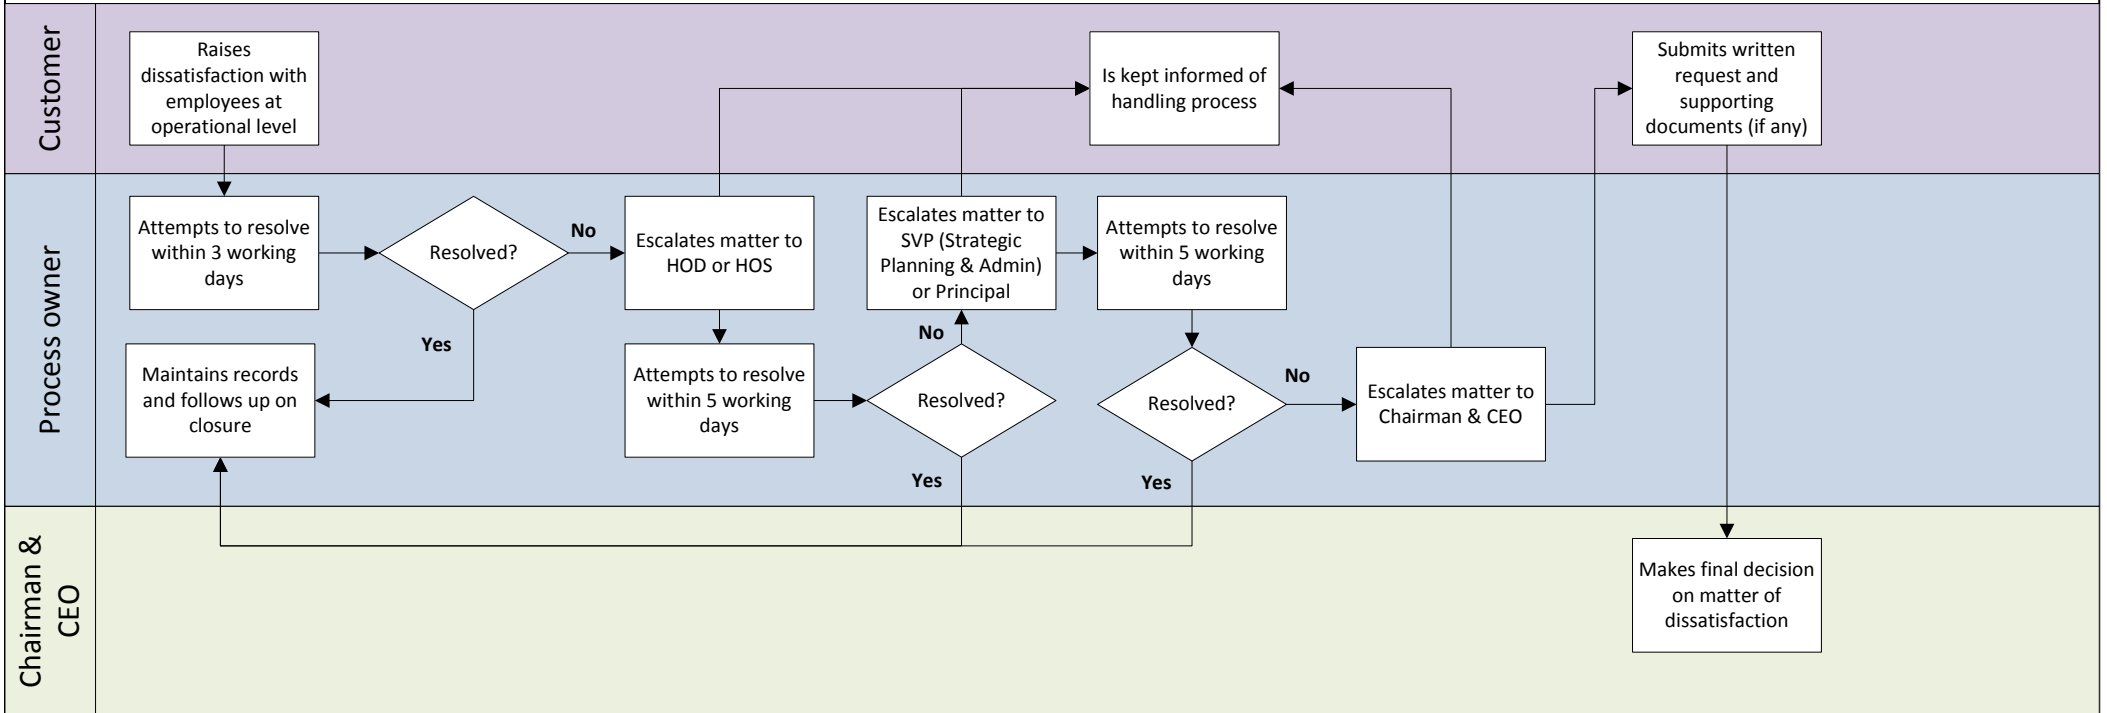 Customer
Raises
dissatisfaction with
employees at
operational level
Is kept informed of
handling process
Submits written
request and
supporting
documents (if any)
Process owner
Attempts to resolve
within 3 working
days
Resolved?
No
Yes
Maintains records
and follows up on
closure
Escalates matter to
HOD or HOS
Attempts to resolve
within 5 working
days
Escalates matter to
SVP (Strategic
Planning & Admin)
or Principal
No
Resolved?
Yes
Attempts to resolve
within 5 working
days
Resolved?
No
Yes
Escalates matter to
Chairman & CEO
Chairman &
CEO
Makes final decision
on matter of
dissatisfaction